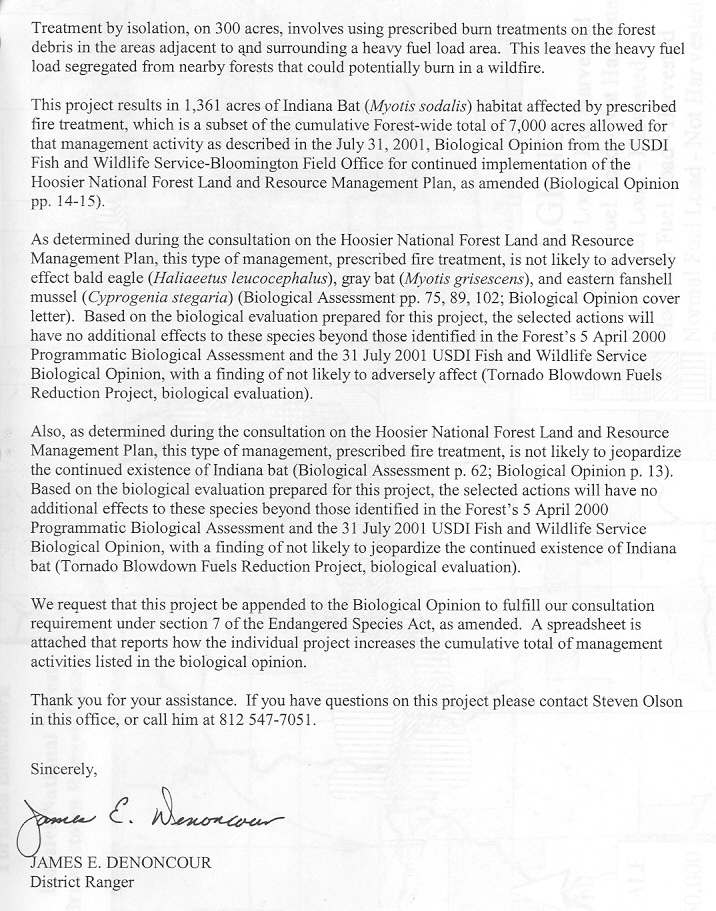 Treatment by isolation, on 300 acres, involves using prescribed burn treatments on the forest
debris in the areas adjacent to and surrounding a heavy fuel load area.  This leaves the heavy fuel
load segregated from nearby forests that could potentially burn in a wildfire.
This project results in 1,361 acres of Indiana Bat (Myotis sodalis) habitat affected by prescribed
fire treatment, which is a subset of the cumulative Forest-wide total of 7,000 acres allowed for
that management activity as described in the July 31, 2001, Biological Opinion from the USDI
Fish and Wildlife Service-Bloomington Field Office for continued implementation of the
Hoosier National Forest Land and Resource Management Plan, as amended (Biological Opinion
pp. 14-15).
As determined during the consultation on the Hoosier National Forest Land and Resource
Management Plan, this type of management, prescribed fire treatment, is not likely to adversely
effect bald eagle (Haliaeetus leucocephalus), gray bat (Myotis grisescens), and eastern fanshell
mussel (Cyprogenia stegaria) (Biological Assessment pp. 75, 89, 102; Biological Opinion cover
letter).  Based on the biological evaluation prepared for this project, the selected actions will
have no additional effects to these species beyond those identified in the Forest's 5 April 2000
Programmatic Biological Assessment and the 31 July 2001 USDI Fish and Wildlife Service
Biological Opinion, with a finding of not likely to adversely affect (Tornado Blowdown Fuels
Reduction Project, biological evaluation).
Also, as determined during the consultation on the Hoosier National Forest Land and Resource
Management Plan, this type of management, prescribed fire treatment, is not likely to jeopardize
the continued existence of Indiana bat (Biological Assessment p. 62; Biological Opinion p. 13).
Based on the biological evaluation prepared for this project, the selected actions will have no
additional effects to these species beyond those identified in the Forest's 5 April 2000
Programmatic Biological Assessment and the 31 July 2001 USDI Fish and Wildlife Service
Biological Opinion, with a finding of not likely to jeopardize the continued existence of Indiana
bat (Tornado Blowdown Fuels Reduction Project, biological evaluation).
We request that this project be appended to the Biological Opinion to fulfill our consultation
requirement under section 7 of the Endangered Species Act, as amended.  A spreadsheet is
attached that reports how the individual project increases the cumulative total of management
activities listed in the biological opinion.
Thank you for your assistance.  If you have questions on this project please contact Steven Olson
in this office, or call him at 812 547-7051.
Sincerely,
James E. Denoncour
JAMES E. DENONCOUR
District Ranger